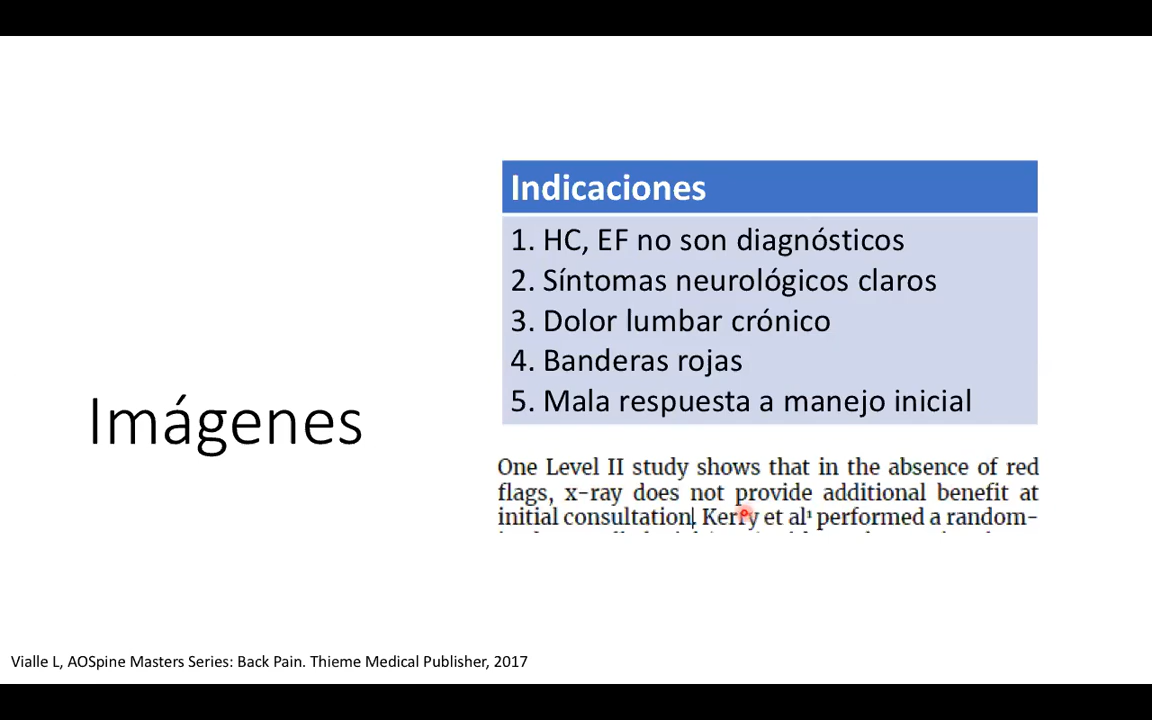 Imágenes
Indicaciones
1. HC, EF no son diagnósticos
2. Síntomas neurológicos claros
3. Dolor lumbar crónico
4. Banderas rojas
5. Mala respuesta a manejo inicial
One Level II study shows that in the absence of red
flags, x-ray does not provide additional benefit at
initial consultation. Kerry et al¹ performed a random-
Vialle L, AOSpine Masters Series: Back Pain. Thieme Medical Publisher, 2017